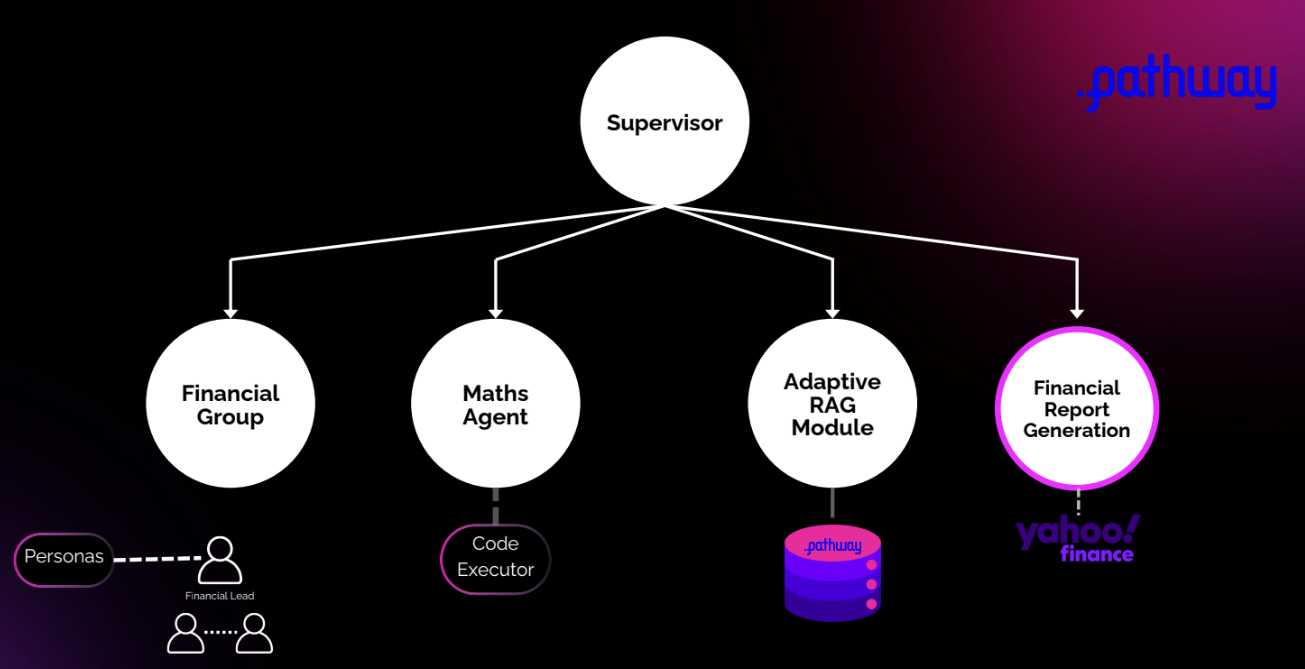 .pathway
Supervisor
Financial
Group
Maths
Agent
Adaptive
RAG
Module
Financial
Report
Generation
Personas
Financial Lead
Code
Executor
.pathway
yahoo!
finance